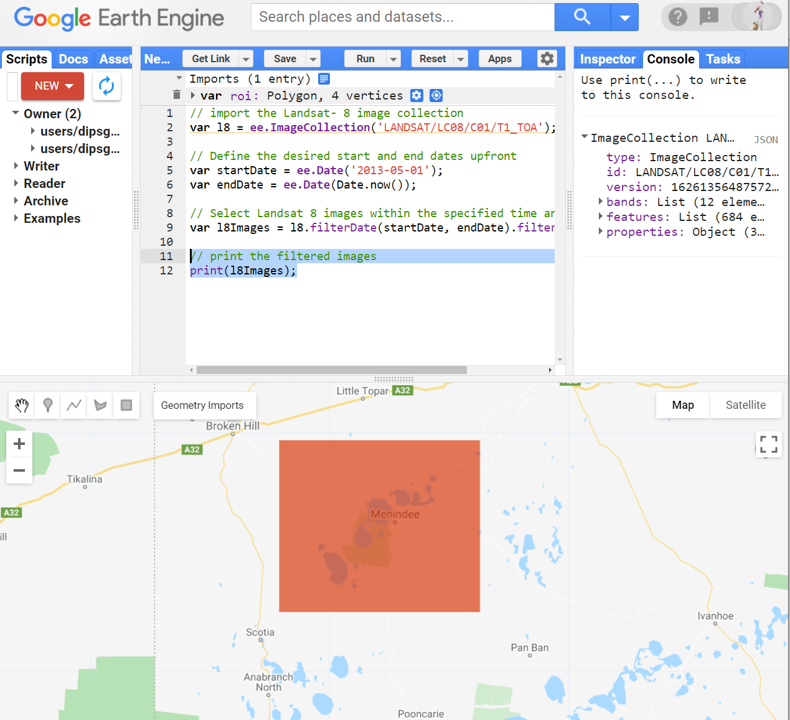 Google Earth Engine
Search places and datasets...
Scripts Docs Asset
NEW
Owner (2)
users/dipsg...
users/dipsg...
Writer
Reader
Archive
Examples
Ne... Get Link Save Run Reset Apps
Imports (1 entry)
var roi: Polygon, 4 vertices
1 // import the Landsat- 8 image collection
2 var l8 = ee.ImageCollection('LANDSAT/LC08/C01/T1_TOA');
3
4 // Define the desired start and end dates upfront
5 var startDate = ee.Date('2013-05-01');
6 var endDate = ee.Date(Date.now());
7
8 // Select Landsat 8 images within the specified time an
9 var l8Images = l8.filterDate(startDate, endDate).filter
10
11 // print the filtered images
12 print(l8Images);
Inspector Console Tasks
Use print(...) to write
to this console.
ImageCollection LAN... JSON
type: ImageCollection
id: LANDSAT/LC08/C01/T1...
version: 16261356487572...
bands: List (12 eleme...
features: List (684 e...
properties: Object (3...
Geometry Imports
Map Satellite
+
−
Little Topar A32
Broken Hill
A32
Tikalina
A32
ill
Menindee
Scotia
Ivanhoe
Pan Ban
Anabranch
North
Pooncarie